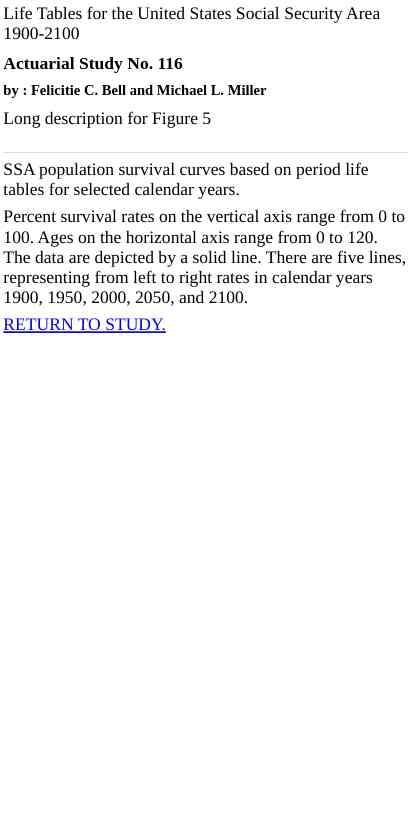 Life Tables for the United States Social Security Area
1900-2100
Actuarial Study No. 116
by : Felicitie C. Bell and Michael L. Miller
Long description for Figure 5
SSA population survival curves based on period life
tables for selected calendar years.
Percent survival rates on the vertical axis range from 0 to
100. Ages on the horizontal axis range from 0 to 120.
The data are depicted by a solid line. There are five lines,
representing from left to right rates in calendar years
1900, 1950, 2000, 2050, and 2100.
RETURN TO STUDY.